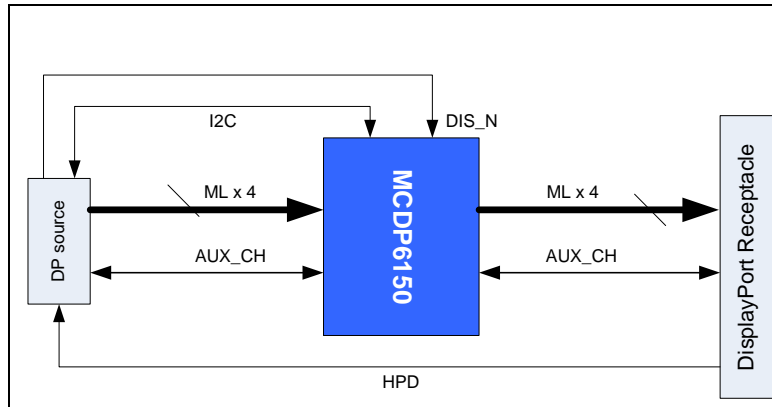 I2C
DIS_N
DP source
ML x 4
MCDP6150
ML x 4
DisplayPort Receptacle
AUX_CH
AUX_CH
HPD